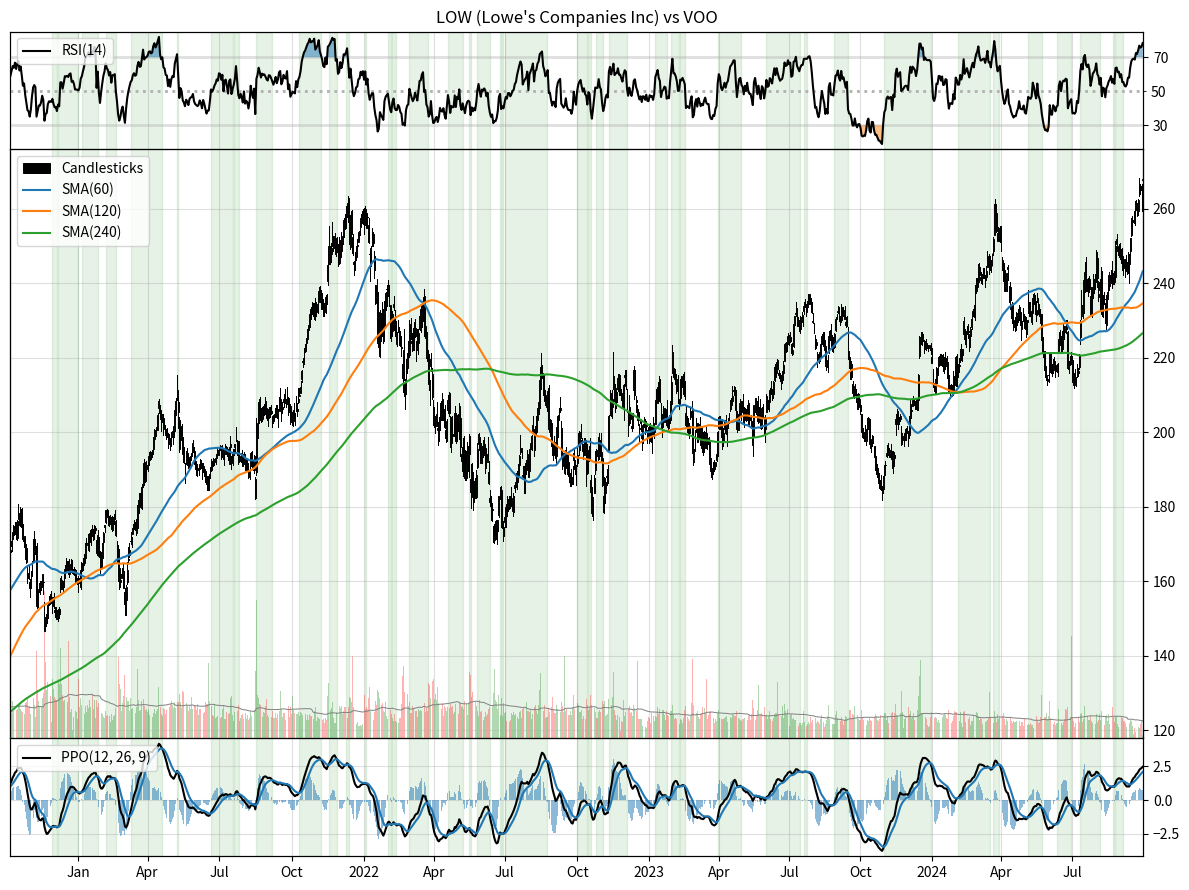 LOW (Lowe's Companies Inc) vs VOO
RSI(14)
70
50
30
Candlesticks
SMA(60)
SMA(120)
SMA(240)
260
240
220
200
180
160
140
120
PPO(12, 26, 9)
2.5
0.0
−2.5
Jan Apr Jul Oct 2022 Apr Jul Oct 2023 Apr Jul Oct 2024 Apr Jul